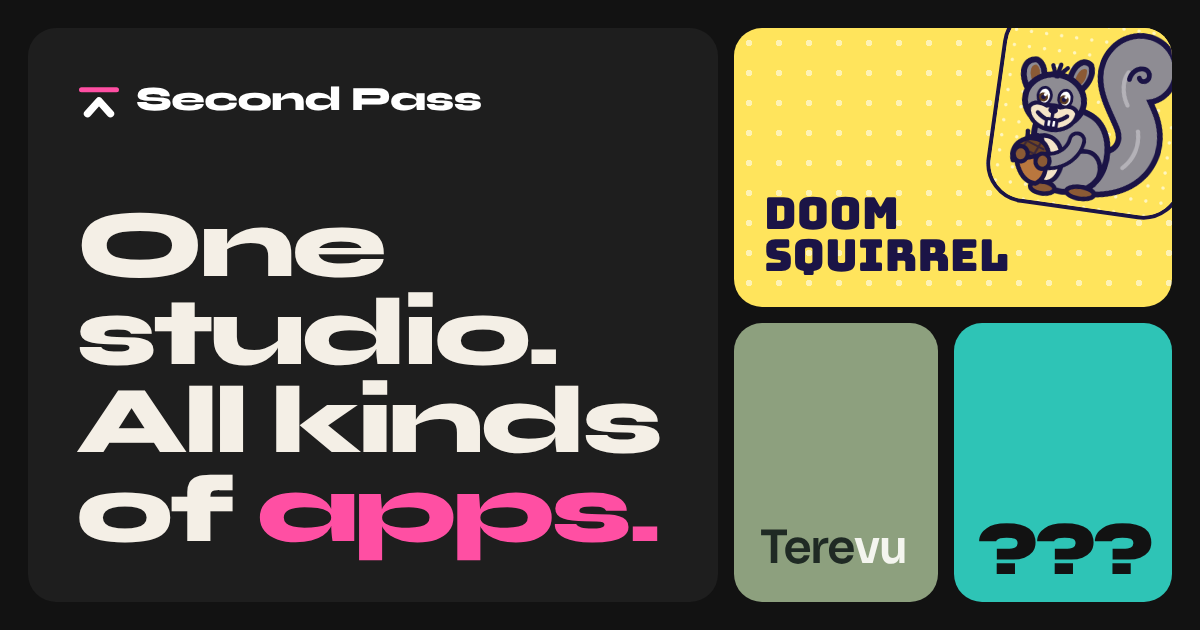 Second Pass
One
studio.
All kinds
of apps.
DOOM
SQUIRREL
Terevu
???